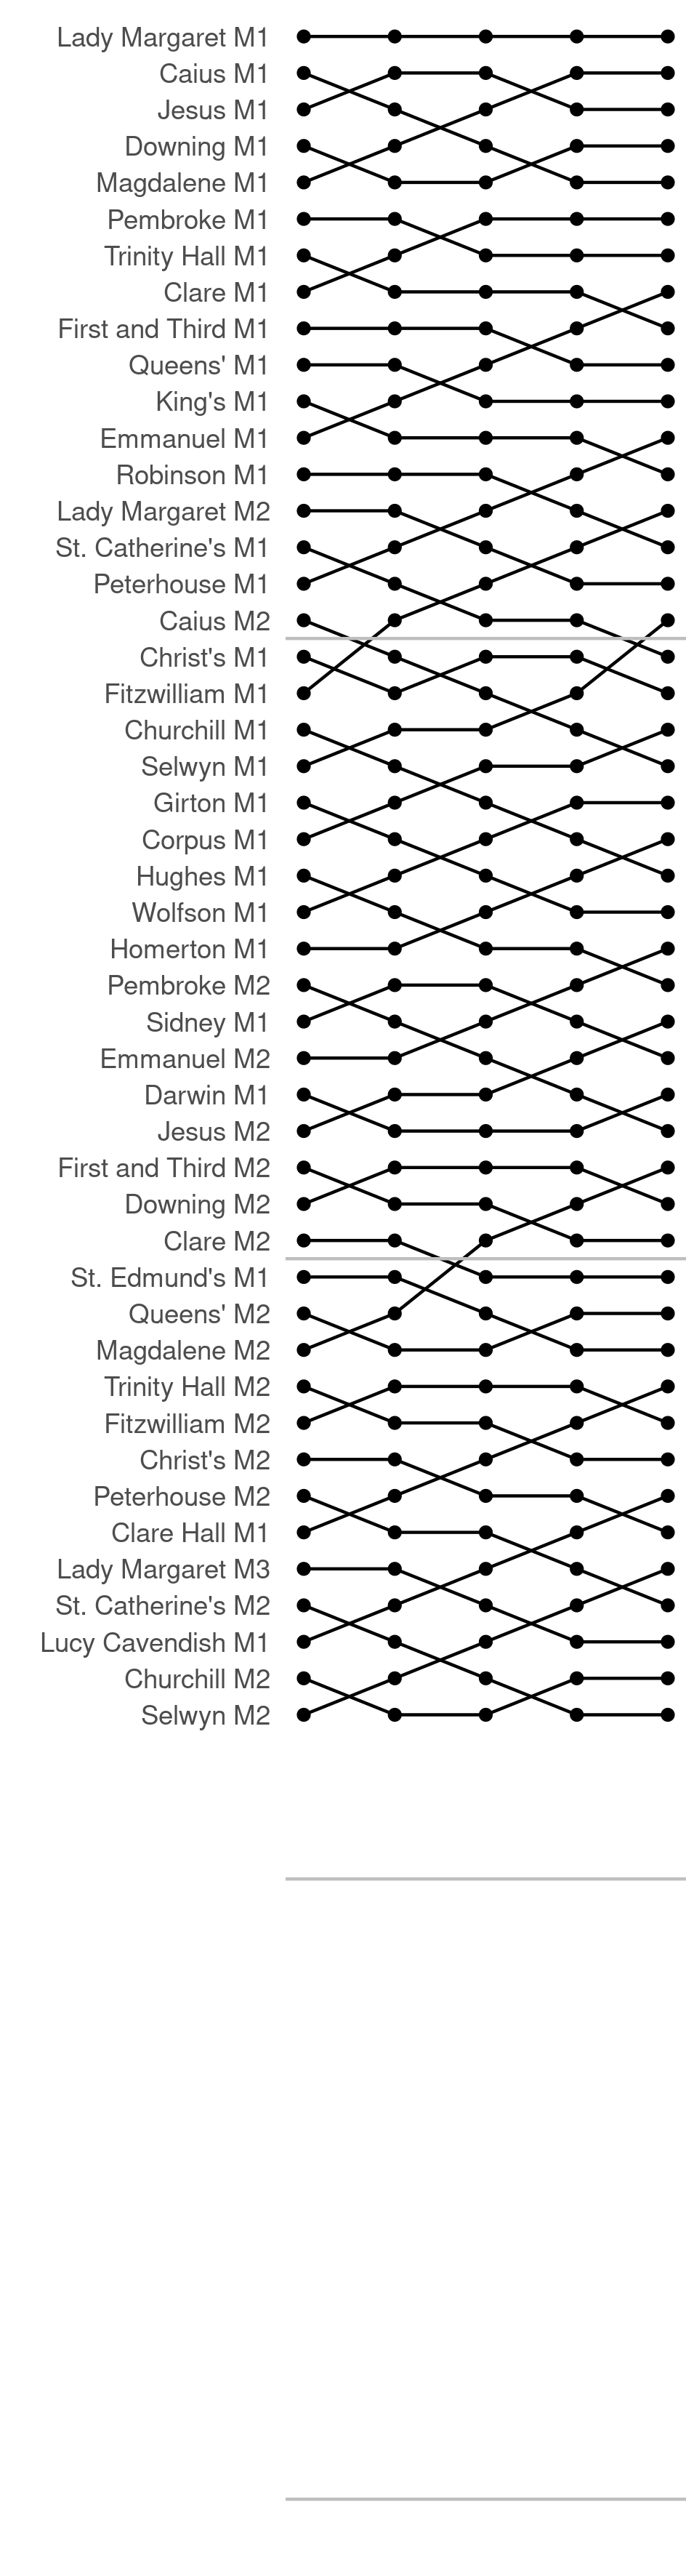 Lady Margaret M1
Caius M1
Jesus M1
Downing M1
Magdalene M1
Pembroke M1
Trinity Hall M1
Clare M1
First and Third M1
Queens' M1
King's M1
Emmanuel M1
Robinson M1
Lady Margaret M2
St. Catherine's M1
Peterhouse M1
Caius M2
Christ's M1
Fitzwilliam M1
Churchill M1
Selwyn M1
Girton M1
Corpus M1
Hughes M1
Wolfson M1
Homerton M1
Pembroke M2
Sidney M1
Emmanuel M2
Darwin M1
Jesus M2
First and Third M2
Downing M2
Clare M2
St. Edmund's M1
Queens' M2
Magdalene M2
Trinity Hall M2
Fitzwilliam M2
Christ's M2
Peterhouse M2
Clare Hall M1
Lady Margaret M3
St. Catherine's M2
Lucy Cavendish M1
Churchill M2
Selwyn M2